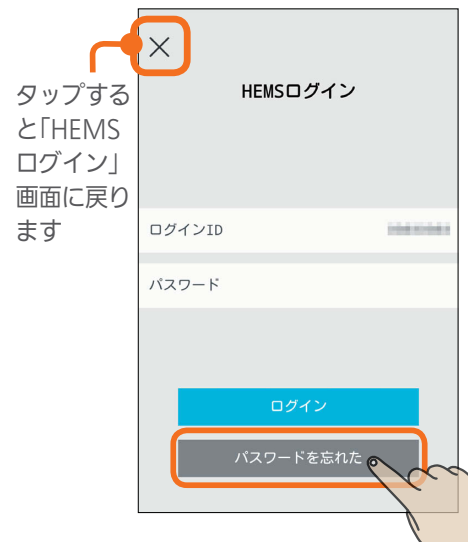 ×
HEMSログイン
タップする
と「HEMS
ログイン」
画面に戻り
ます
ログインID
パスワード
ログイン
パスワードを忘れた